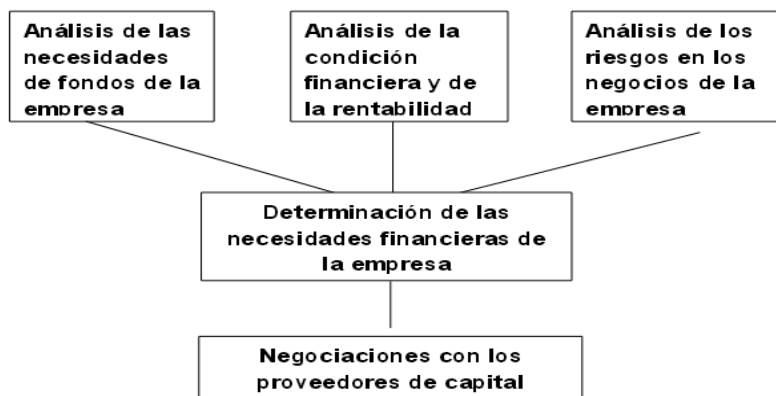 Análisis de las
necesidades
de fondos de la
empresa
Análisis de la
condición
financiera y de
la rentabilidad
Análisis de los
riesgos en los
negocios de la
empresa
Determinación de las
necesidades financieras de
la empresa
Negociaciones con los
proveedores de capital